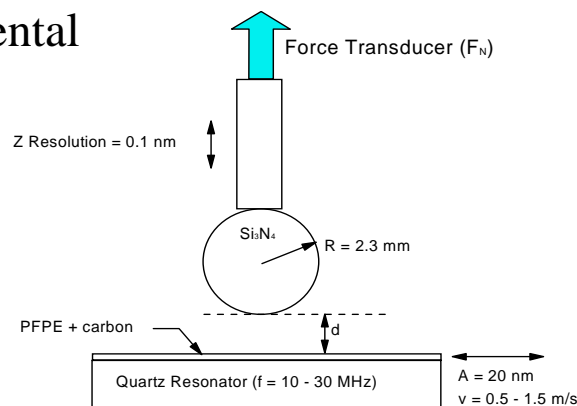 ental
Force Transducer (Fₙ)
Z Resolution = 0.1 nm
Si₃N₄
R = 2.3 mm
PFPE + carbon
d
Quartz Resonator (f = 10 - 30 MHz)
A = 20 nm
v = 0.5 - 1.5 m/s